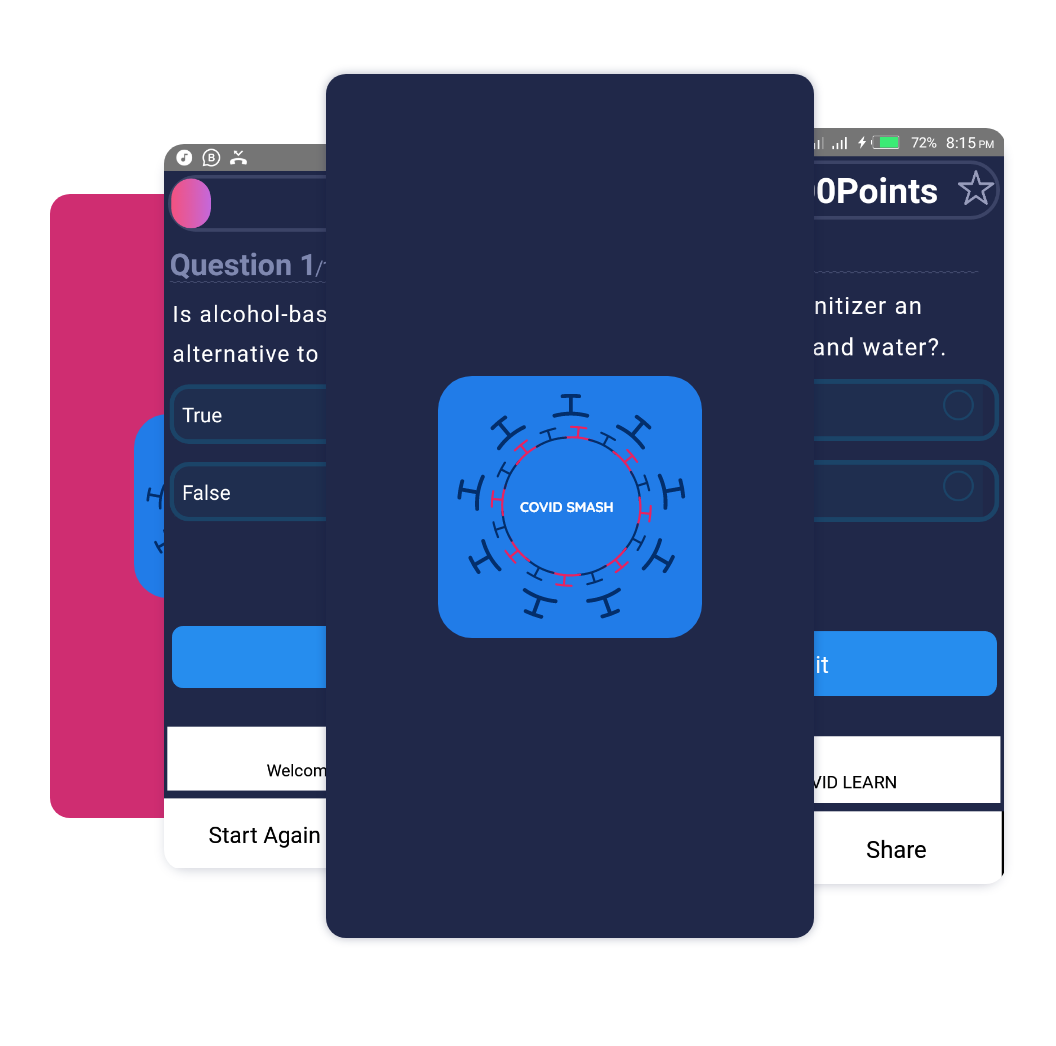 72% 8:15 PM
00Points
Question 1/
Is alcohol-bas
nitizer an
alternative to
and water?.
True
False
COVID SMASH
it
Welcom
VID LEARN
Start Again
Share